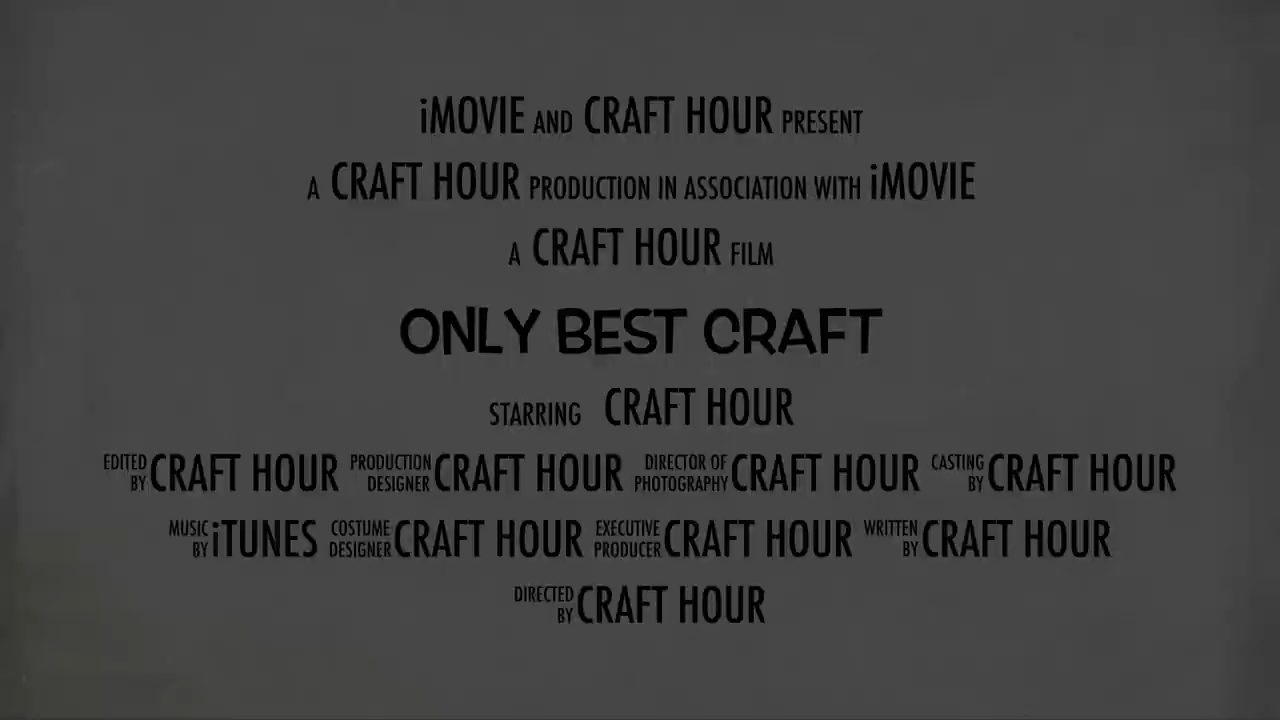 iMOVIE AND CRAFT HOUR PRESENT
A CRAFT HOUR PRODUCTION IN ASSOCIATION WITH iMOVIE
A CRAFT HOUR FILM
ONLY BEST CRAFT
STARRING CRAFT HOUR
EDITED BY CRAFT HOUR PRODUCTION DESIGNER CRAFT HOUR DIRECTOR OF PHOTOGRAPHY CRAFT HOUR CASTING BY CRAFT HOUR
MUSIC BY iTUNES COSTUME DESIGNER CRAFT HOUR EXECUTIVE PRODUCER CRAFT HOUR WRITTEN BY CRAFT HOUR
DIRECTED BY CRAFT HOUR